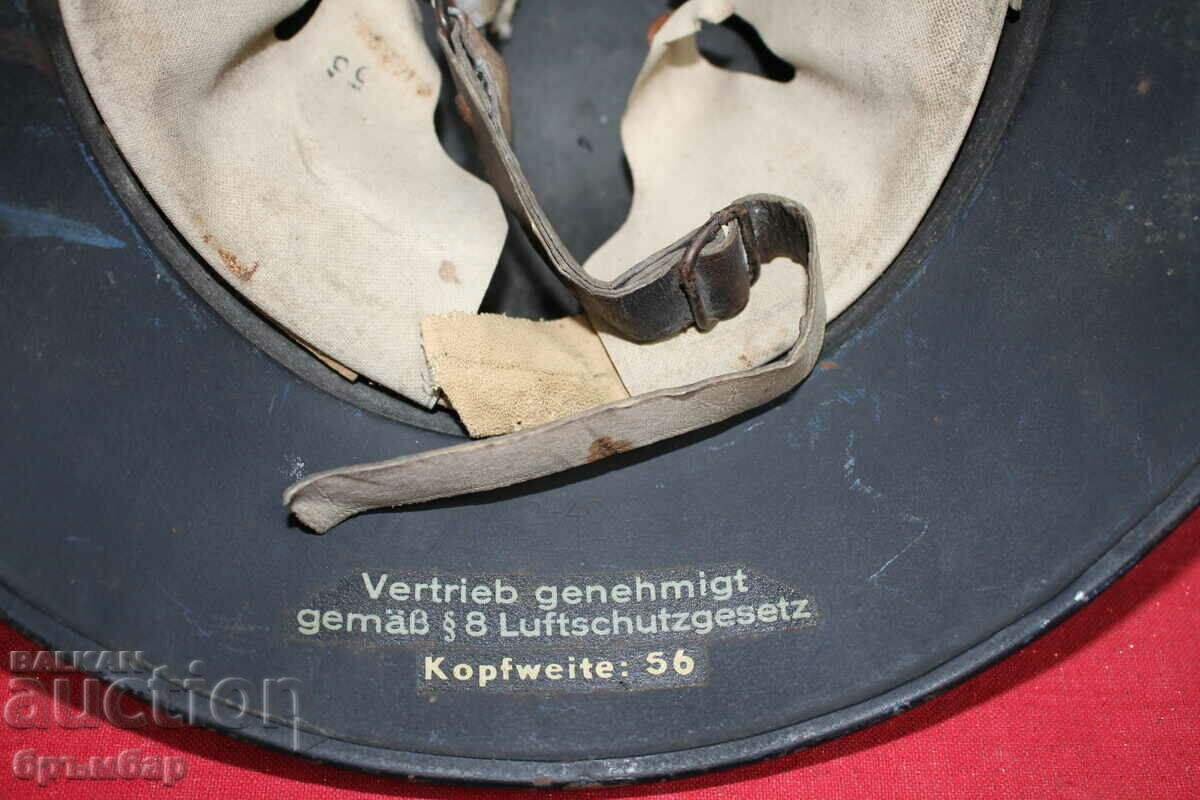 Vertrieb genehmigt
gemäß § 8 Luftschutzgesetz
Kopfweite: 56
BALKAN
auction
бръмбар